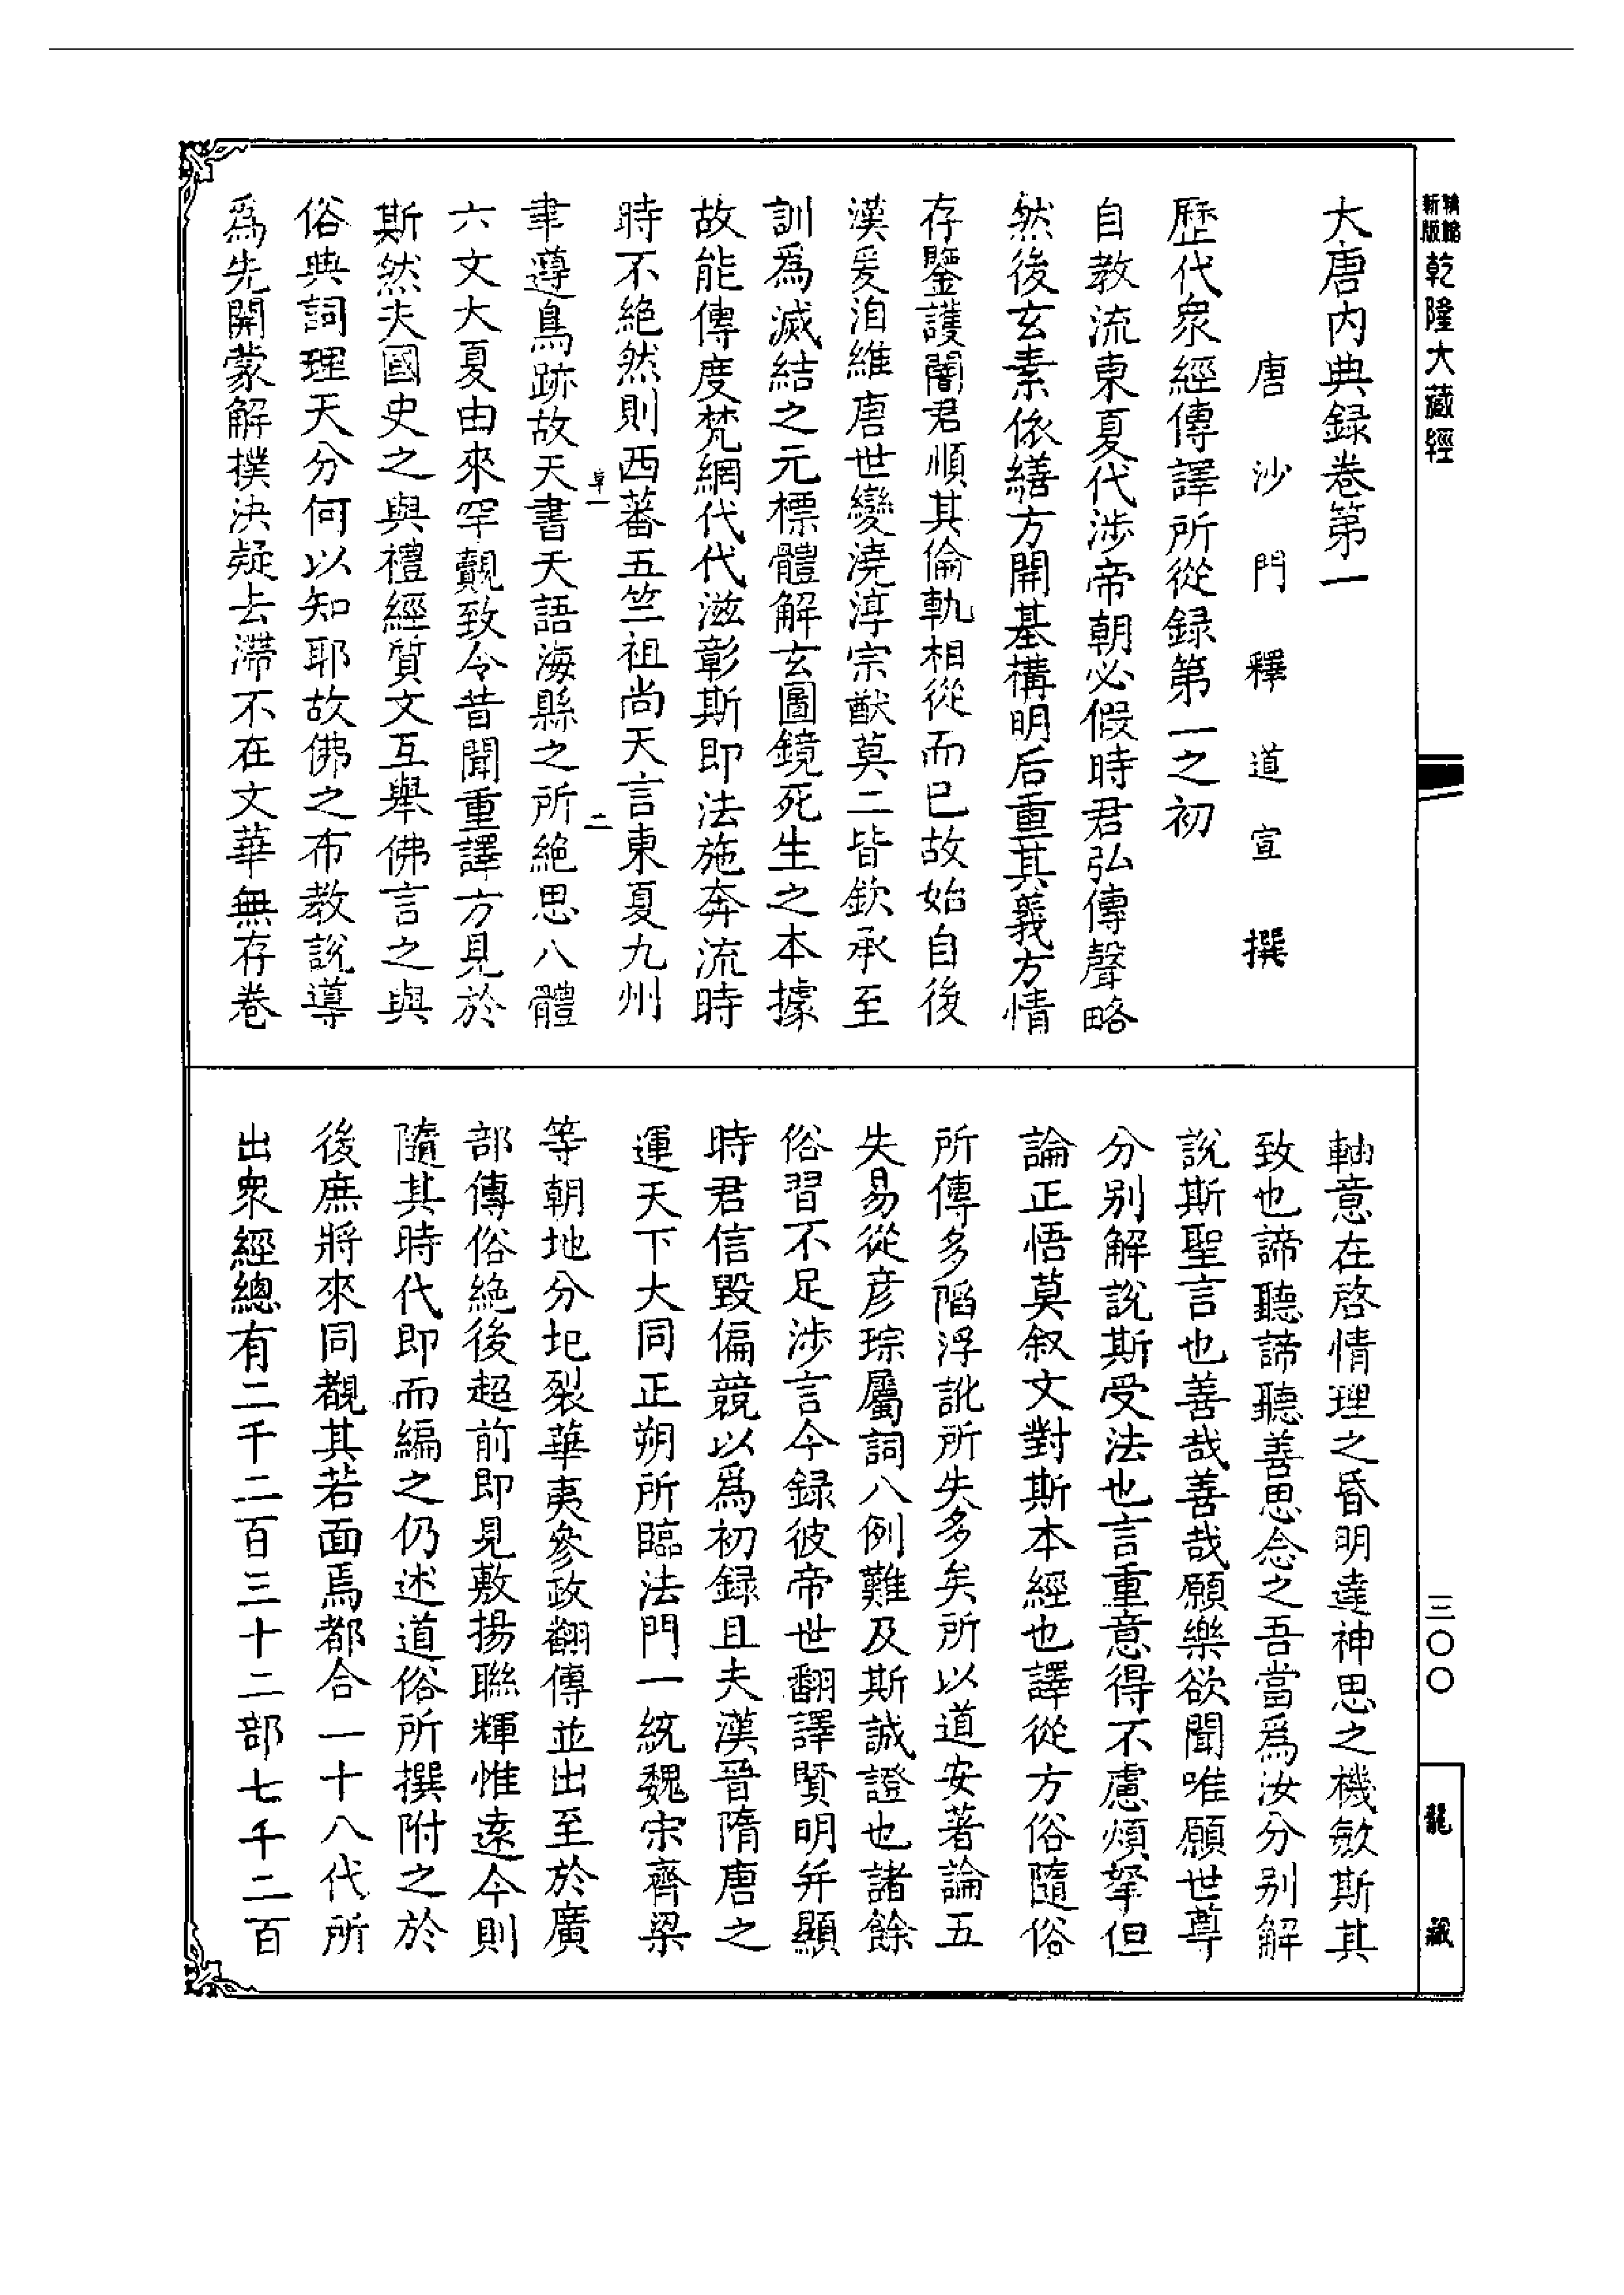 新版
精縮
乾隆大藏經
三〇〇
龍藏
大唐內典録卷第一
唐沙門釋道宣撰
歷代衆經傳譯所從録第一之初
自教流東夏代涉帝朝必假時君弘傳聲略
然後玄素依繕方開基構明后重其義方情
存鑒護闇君順其倫軌相從而已故始自後
漢爰洎維唐世變澆淳宗猷莫二皆欽承至
訓爲滅結之元標體解玄圖鏡死生之本據
故能傳度梵網代代滋彰斯即法施奔流時
時不絶然則西蕃五竺祖尚天言東夏九州
聿遵鳥跡故天書天語海縣之所絶思八體
六文大夏由來罕覿致令昔聞重譯方見於
斯然夫國史之與禮經質文互舉佛言之與
俗典詞理天分何以知耶故佛之布教說導
爲先開蒙解撲決疑去滯不在文華無存卷
軸意在啓情理之昏明達神思之機敏斯其
致也諦聽諦聽善思念之吾當爲汝分别解
說斯聖言也善哉善哉願樂欲聞唯願世尊
分别解說斯受法也言重意得不慮煩拏但
論正悟莫叙文對斯本經也譯從方俗隨俗
所傳多陷浮訛所失多矣所以道安著論五
失易從彦琮屬詞八例難及斯誠證也諸餘
俗習不足涉言今録彼帝世翻譯賢明并顯
時君信毀偏競以爲初録且夫漢晉隋唐之
運天下大同正朔所臨法門一統魏宋齊梁
等朝地分圮裂華夷參政翻傳並出至於廣
部傳俗絶後超前即見敷揚聯輝惟遠今則
隨其時代即而編之仍述道俗所撰附之於
後庶將來同覩其若面焉都合一十八代所
出衆經總有二千二百三十二部七千二百
二